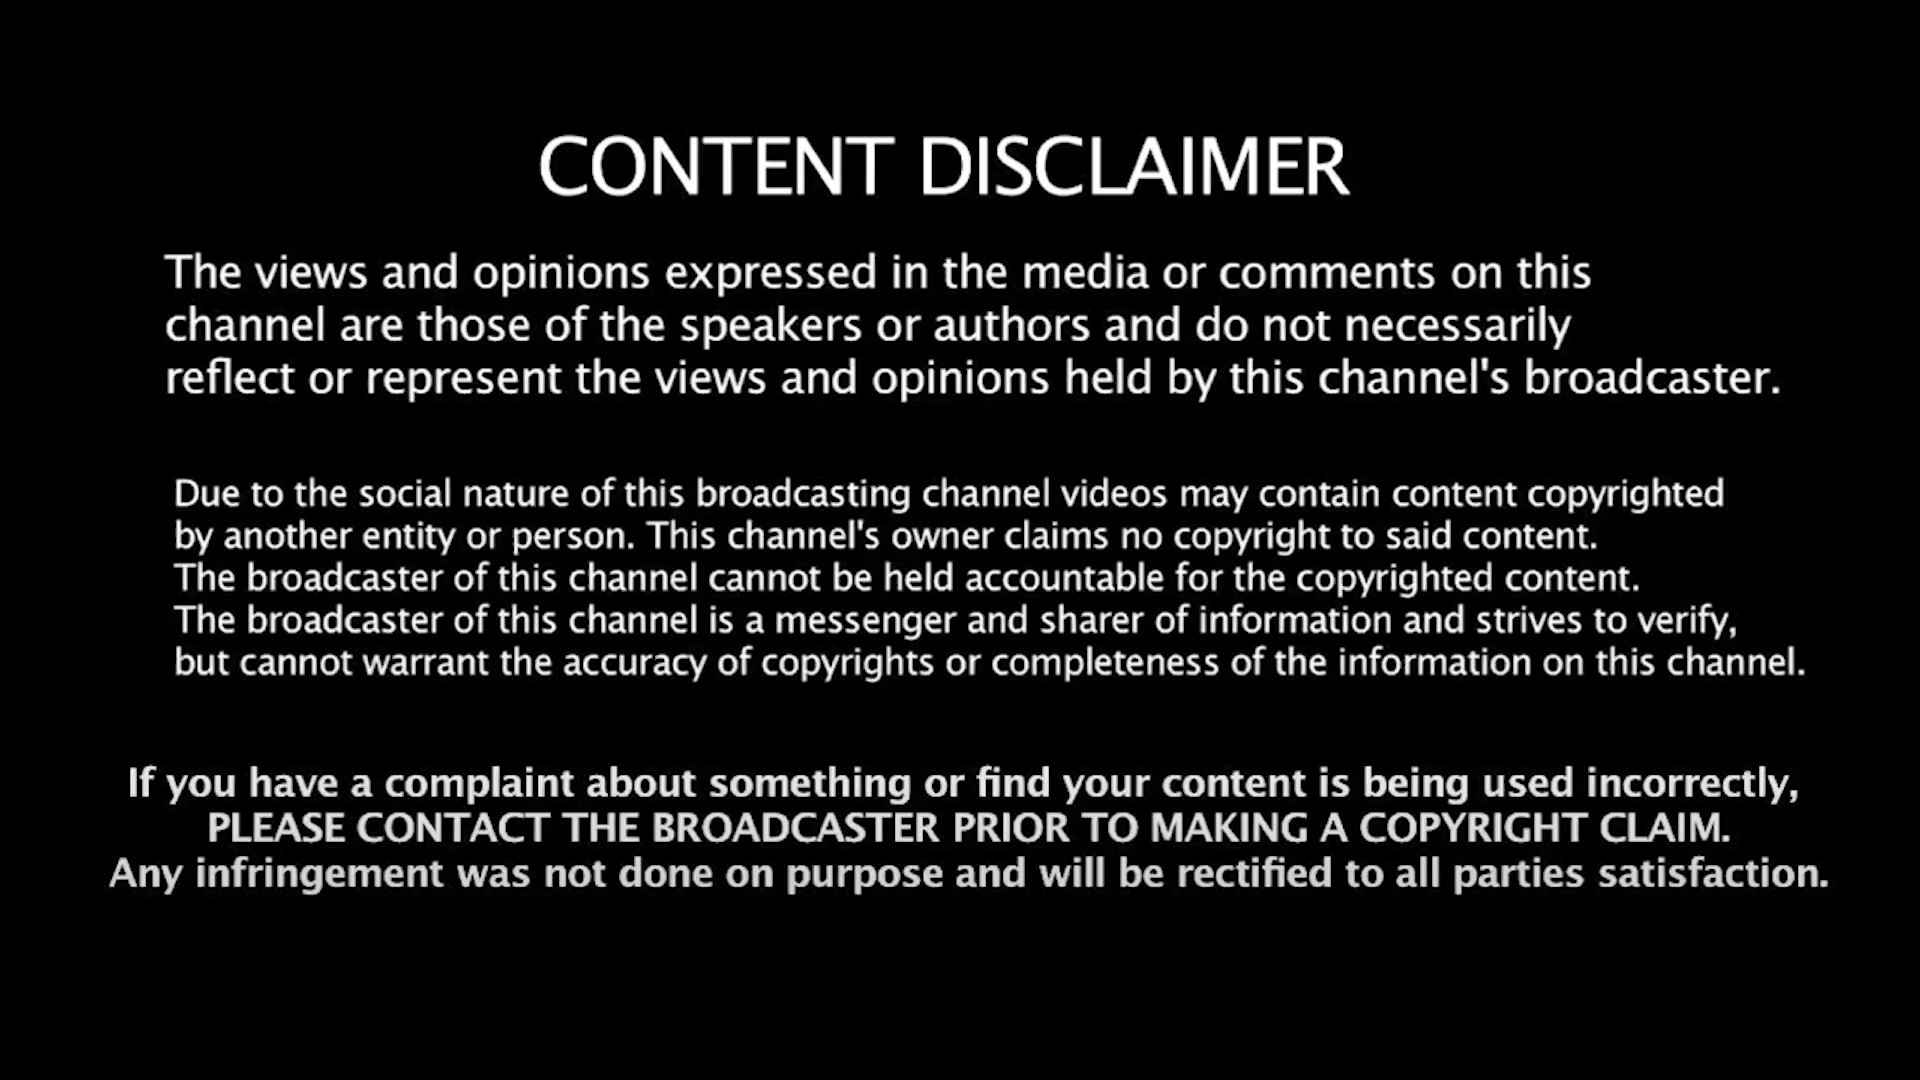 CONTENT DISCLAIMER
The views and opinions expressed in the media or comments on this
channel are those of the speakers or authors and do not necessarily
reflect or represent the views and opinions held by this channel's broadcaster.
Due to the social nature of this broadcasting channel videos may contain content copyrighted
by another entity or person. This channel's owner claims no copyright to said content.
The broadcaster of this channel cannot be held accountable for the copyrighted content.
The broadcaster of this channel is a messenger and sharer of information and strives to verify,
but cannot warrant the accuracy of copyrights or completeness of the information on this channel.
If you have a complaint about something or find your content is being used incorrectly,
PLEASE CONTACT THE BROADCASTER PRIOR TO MAKING A COPYRIGHT CLAIM.
Any infringement was not done on purpose and will be rectified to all parties satisfaction.